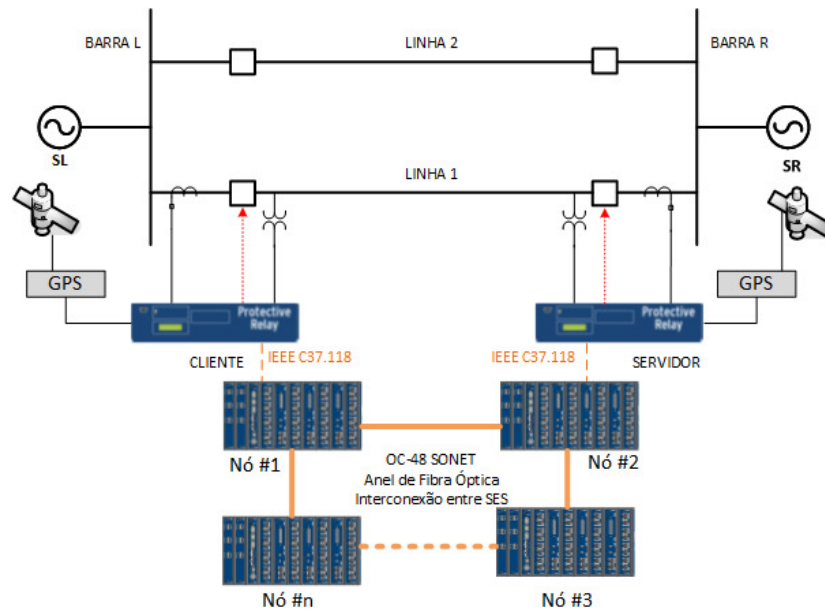 BARRA L
LINHA 2
BARRA R
SL
LINHA 1
SR
GPS
GPS
Protective
Relay
Protective
Relay
CLIENTE
IEEE C37.118
IEEE C37.118
SERVIDOR
Nó #1
OC-48 SONET
Anel de Fibra Óptica
Interconexão entre SES
Nó #2
Nó #n
Nó #3